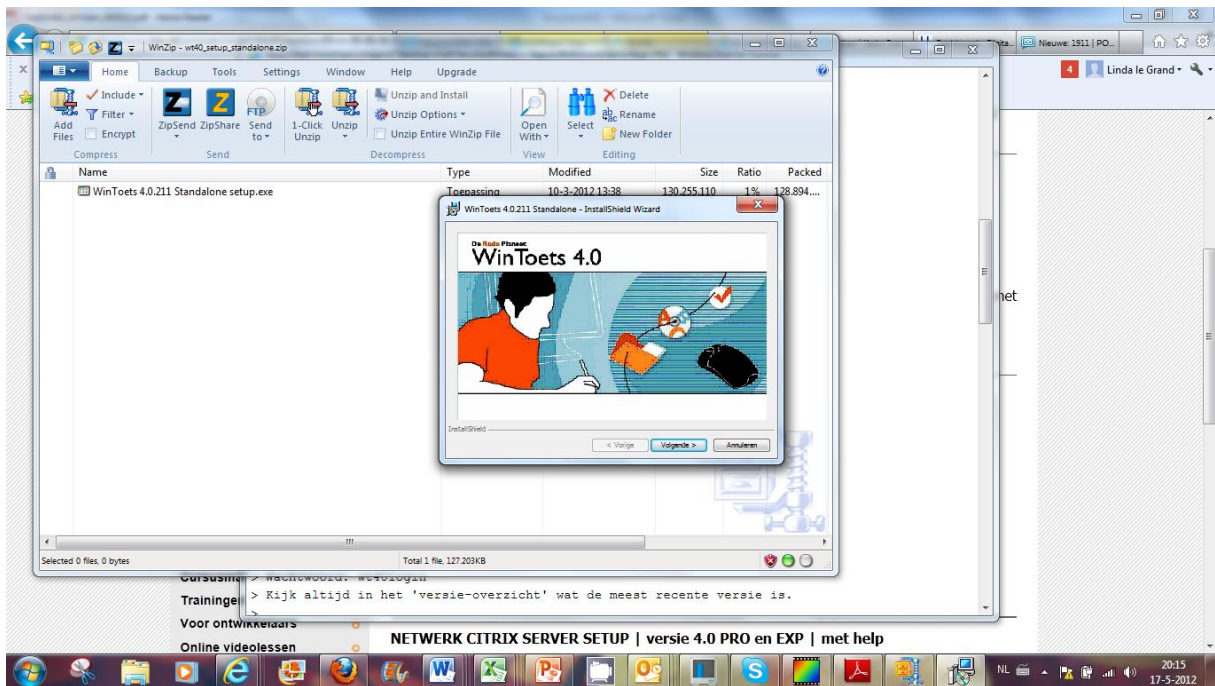 WinZip - wt40_setup_standalone.zip
Nieuwe: 1911 | PO...
Home Backup Tools Settings Window Help Upgrade
4 Linda le Grand
Add Files
Include
Filter
Encrypt
Compress
ZipSend ZipShare
FTP
Send to
Send
1-Click Unzip
Unzip
Unzip and Install
Unzip Options
Unzip Entire WinZip File
Decompress
Open With
View
Select
Delete
Rename
New Folder
Editing
Name Type Modified Size Ratio Packed
WinToets 4.0.211 Standalone setup.exe Toepassing 10-3-2012 13:38 130.255.110 1% 128.894....
WinToets 4.0.211 Standalone - InstallShield Wizard
De Rode Planeet
WinToets 4.0
InstallShield
< Vorige Volgende > Annuleren
net
Selected 0 files, 0 bytes
Total 1 file, 127.203KB
> Wachtwoord: wt40login
> Kijk altijd in het 'versie-overzicht' wat de meest recente versie is.
>
Trainingen
Voor ontwikkelaars
Online videolessen
NETWERK CITRIX SERVER SETUP | versie 4.0 PRO en EXP | met help
NL
20:15
17-5-2012